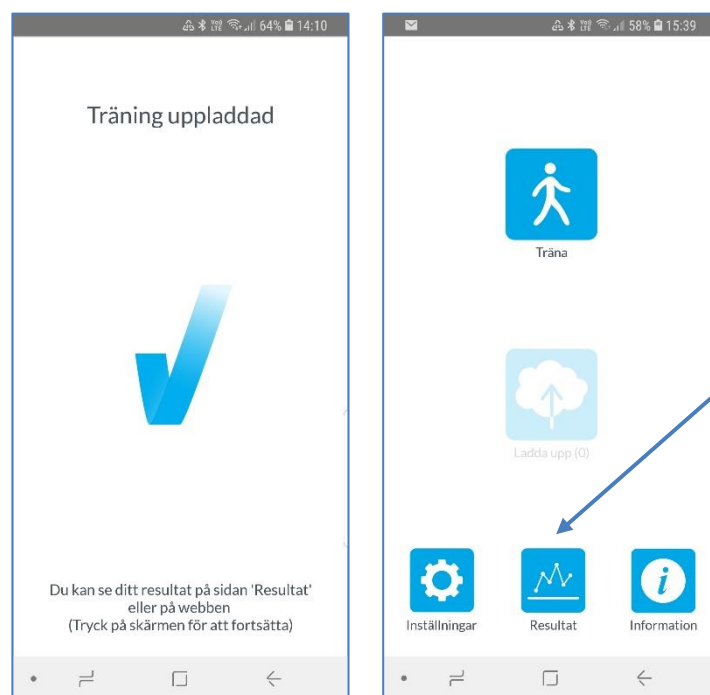 64% 14:10
Träning uppladdad
Du kan se ditt resultat på sidan 'Resultat'
eller på webben
(Tryck på skärmen för att fortsätta)
58% 15:39
Träna
Ladda upp (0)
Inställningar Resultat Information